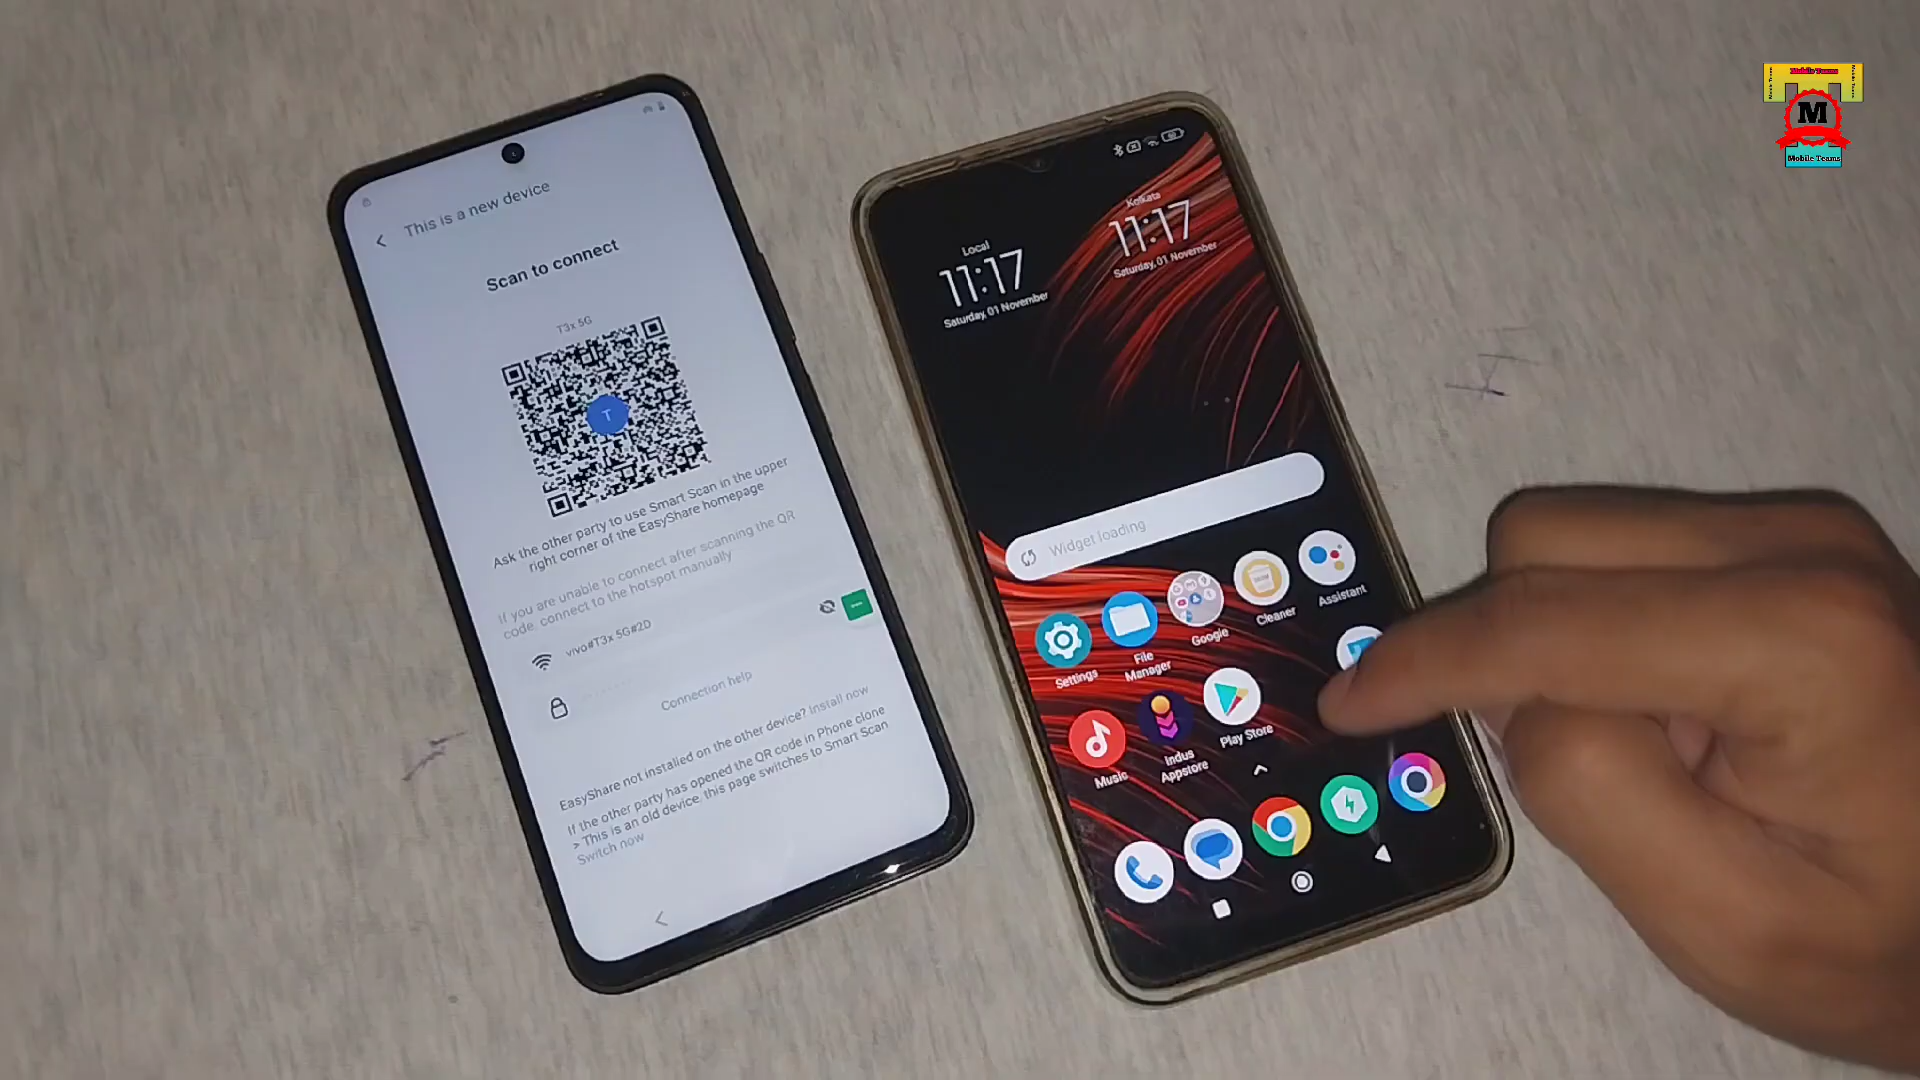 This is a new device
Scan to connect
T3x 5G
T
Ask the other party to use Smart Scan in the upper
right corner of the EasyShare homepage
If you are unable to connect after scanning the QR
code, connect to the hotspot manually
vivo#T3x 5G#2D
Connection help
EasyShare not installed on the other device? Install now
If the other party has opened the QR code in Phone clone
> This is an old device, this page switches to Smart Scan
Switch now
Local
11:17
Saturday, 01 November
Kolkata
11:17
Saturday, 01 November
Widget loading
Settings
File
Manager
Google
Cleaner
Assistant
Music
Indus
Appstore
Play Store
Mobile Teams
M
Mobile Teams